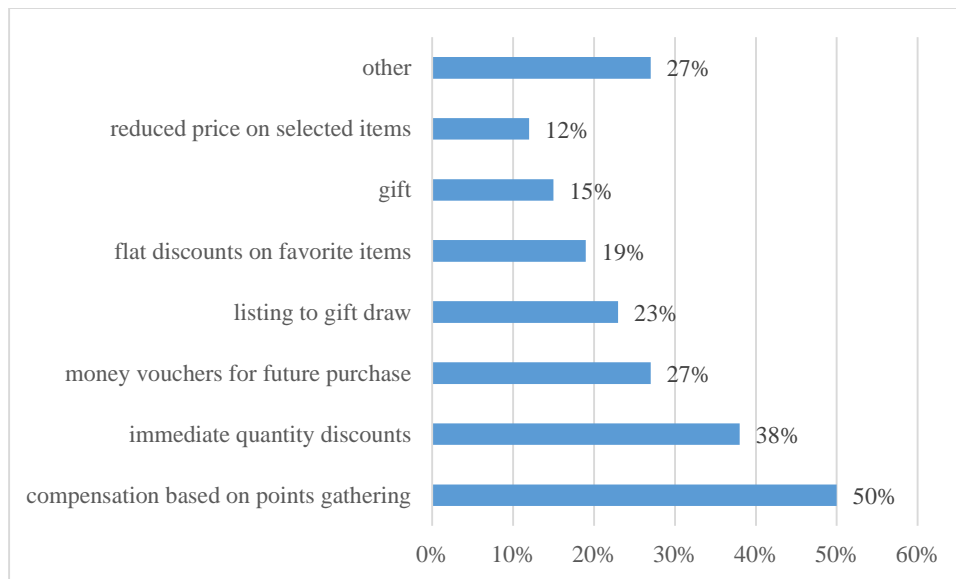 other 27%
reduced price on selected items 12%
gift 15%
flat discounts on favorite items 19%
listing to gift draw 23%
money vouchers for future purchase 27%
immediate quantity discounts 38%
compensation based on points gathering 50%
0% 10% 20% 30% 40% 50% 60%